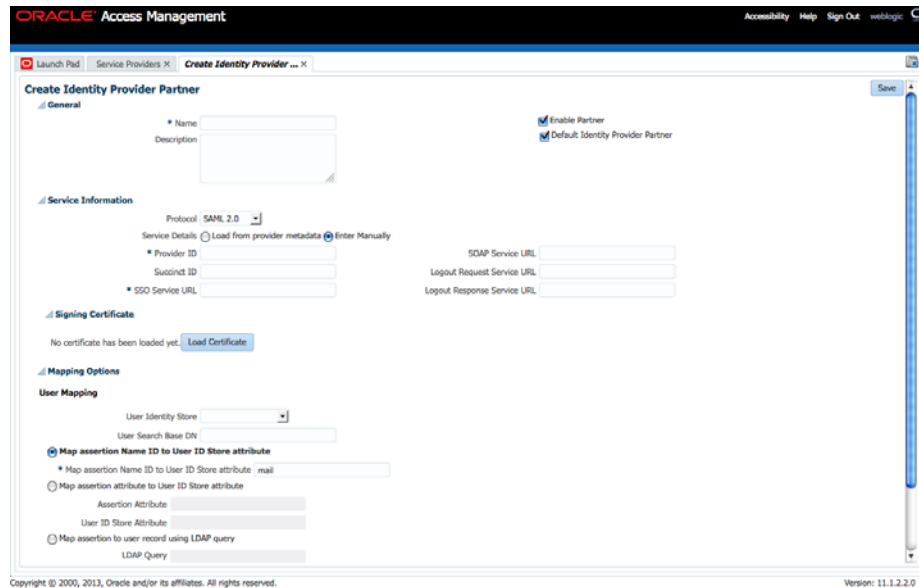 ORACLE Access Management
Accessibility Help Sign Out weblogic
Launch Pad Service Providers × Create Identity Provider ... ×
Create Identity Provider Partner
Save
General
* Name
Enable Partner
Description
Default Identity Provider Partner
Service Information
Protocol SAML 2.0
Service Details Load from provider metadata Enter Manually
* Provider ID
SOAP Service URL
Succinct ID
Logout Request Service URL
* SSO Service URL
Logout Response Service URL
Signing Certificate
No certificate has been loaded yet. Load Certificate
Mapping Options
User Mapping
User Identity Store
User Search Base DN
Map assertion Name ID to User ID Store attribute
* Map assertion Name ID to User ID Store attribute mail
Map assertion attribute to User ID Store attribute
Assertion Attribute
User ID Store Attribute
Map assertion to user record using LDAP query
LDAP Query
Copyright © 2000, 2013, Oracle and/or its affiliates. All rights reserved.
Version: 11.1.2.2.0